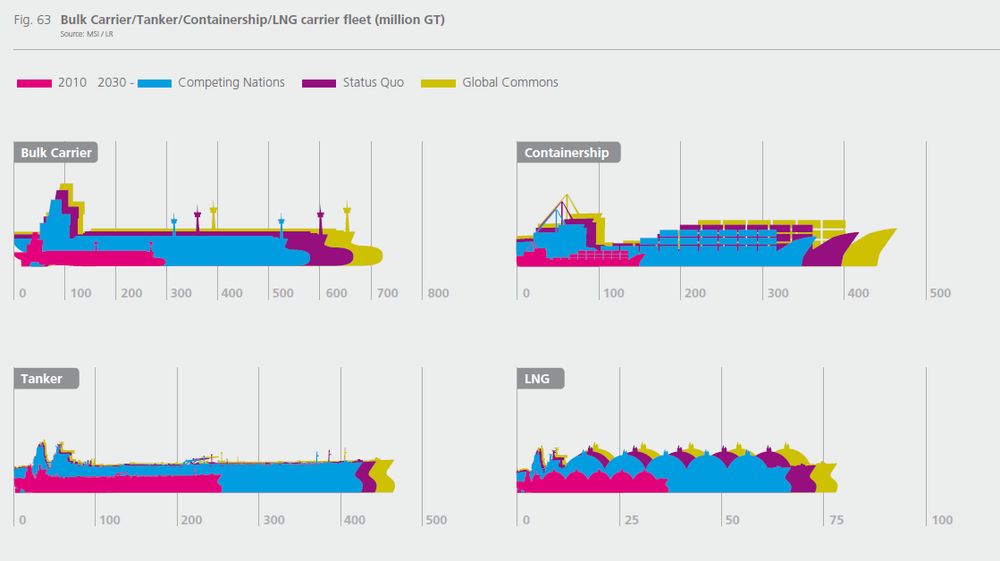 Fig. 63 Bulk Carrier/Tanker/Containership/LNG carrier fleet (million GT)
Source: MSI / LR
2010 2030 - Competing Nations Status Quo Global Commons
Bulk Carrier
0 100 200 300 400 500 600 700 800
Containership
0 100 200 300 400 500
Tanker
0 100 200 300 400 500
LNG
0 25 50 75 100